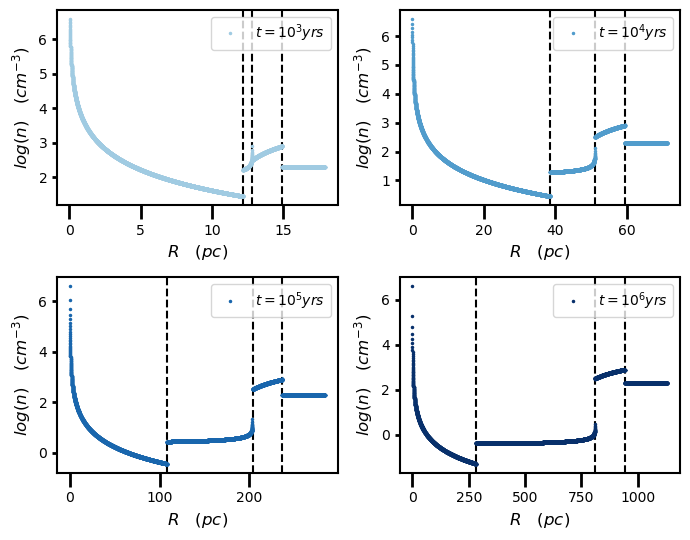 log(n) (cm⁻³)
6
5
4
3
2
t = 10³yrs
0
5
10
15
R (pc)
log(n) (cm⁻³)
6
5
4
3
2
1
t = 10⁴yrs
0
20
40
60
R (pc)
log(n) (cm⁻³)
6
4
2
0
t = 10⁵yrs
0
100
200
R (pc)
log(n) (cm⁻³)
6
4
2
0
t = 10⁶yrs
0
250
500
750
1000
R (pc)